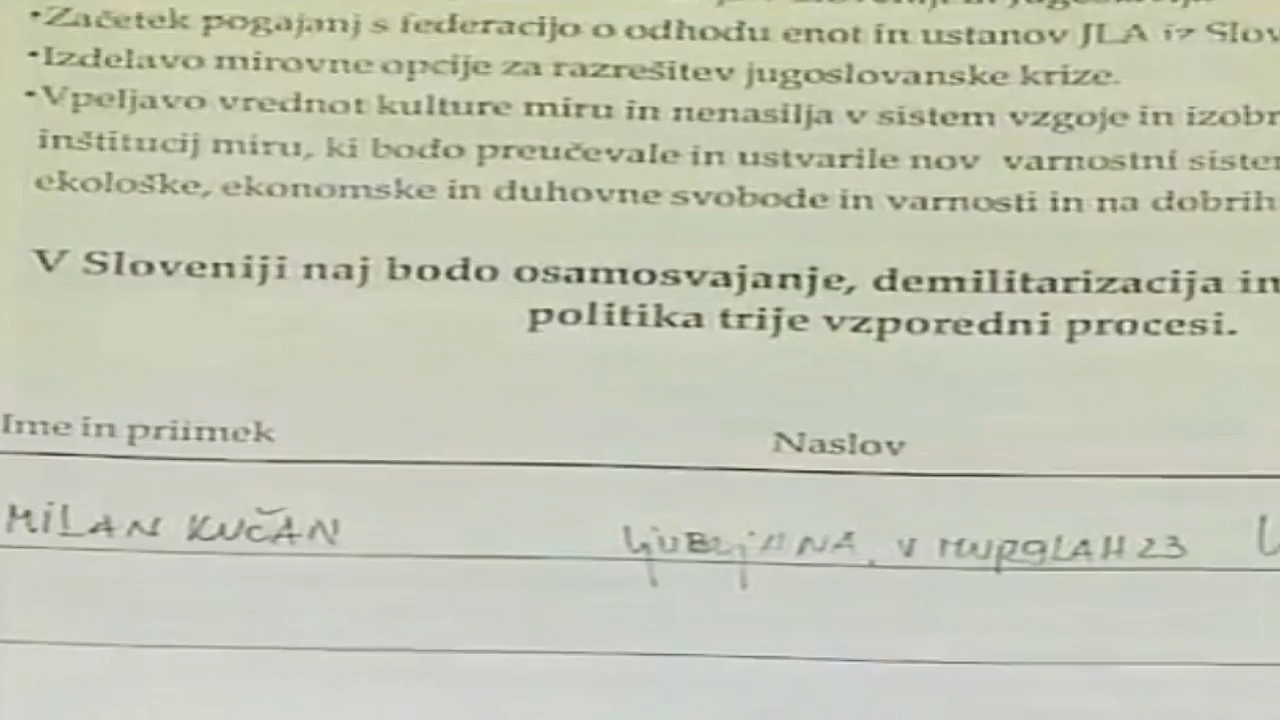 •Začetek pogajanj s federacijo o odhodu enot in ustanov JLA iz Slov
•Izdelavo mirovne opcije za razrešitev jugoslovanske krize.
•Vpeljavo vrednot kulture miru in nenasilja v sistem vzgoje in izobr
inštitucij miru, ki bodo preučevale in ustvarile nov varnostni siste
ekološke, ekonomske in duhovne svobode in varnosti in na dobrih
V Sloveniji naj bodo osamosvajanje, demilitarizacija in
politika trije vzporedni procesi.
Ime in priimek Naslov
MILAN KUČAN LJUBLJANA, V MURGLAH 23